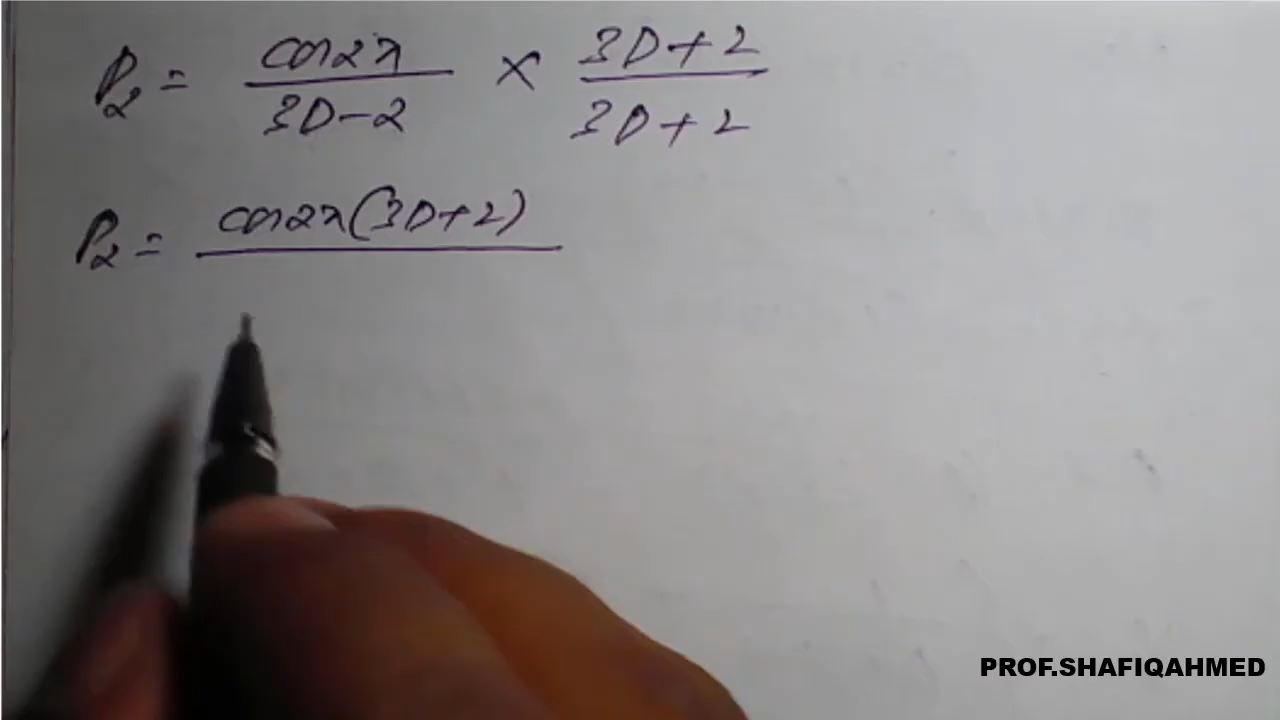 P₂ = cos2x / 3D-2 × 3D+2 / 3D+2
P₂ = cos2x(3D+2)
PROF.SHAFIQAHMED